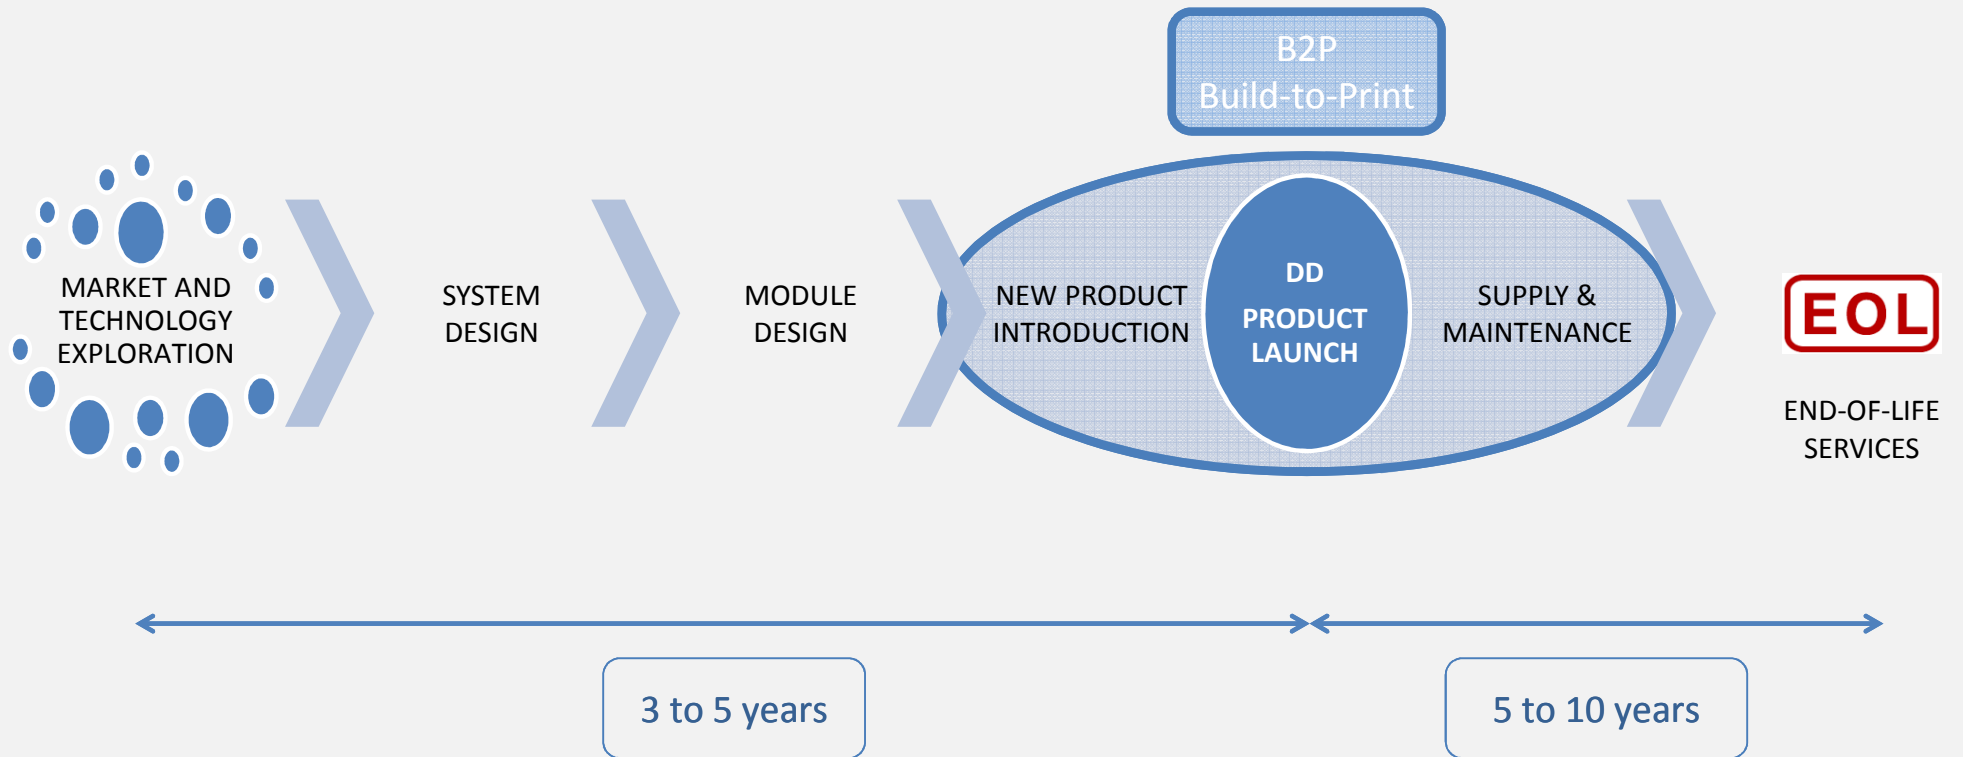 B2P
Build-to-Print
MARKET AND
TECHNOLOGY
EXPLORATION
SYSTEM
DESIGN
MODULE
DESIGN
NEW PRODUCT
INTRODUCTION
DD
PRODUCT
LAUNCH
SUPPLY &
MAINTENANCE
EOL
END-OF-LIFE
SERVICES
3 to 5 years
5 to 10 years